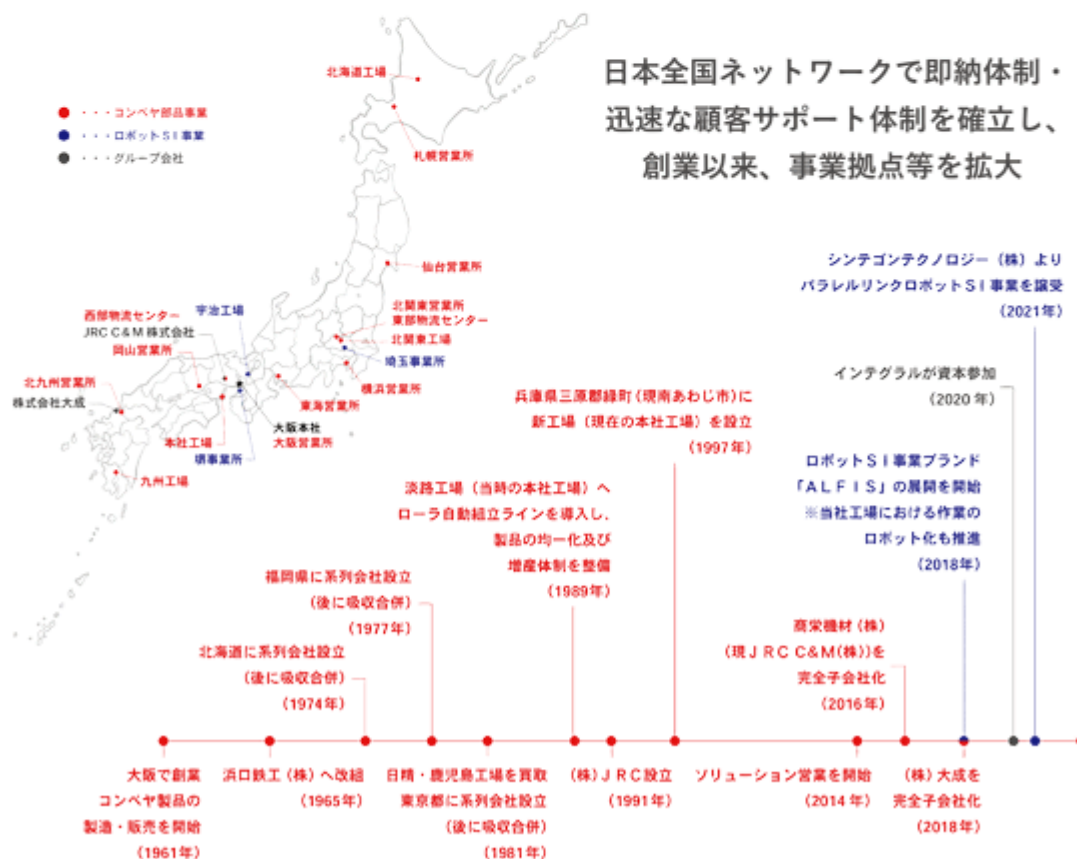 日本全国ネットワークで即納体制・
迅速な顧客サポート体制を確立し、
創業以来、事業拠点等を拡大
・・・コンベヤ部品事業
・・・ロボットSI事業
・・・グループ会社
北海道工場
札幌営業所
仙台営業所
北関東営業所
東部物流センター
北関東工場
埼玉事業所
横浜営業所
東海営業所
宇治工場
西部物流センター
JRC C&M 株式会社
岡山営業所
北九州営業所
株式会社大成
本社工場
大阪本社
大阪営業所
堺事業所
九州工場
シンテゴンテクノロジー（株）より
パラレルリンクロボットSI事業を譲受
（2021年）
インテグラルが資本参加
（2020年）
兵庫県三原郡緑町（現南あわじ市）に
新工場（現在の本社工場）を設立
（1997年）
ロボットSI事業ブランド
「ALFIS」の展開を開始
※当社工場における作業の
ロボット化も推進
（2018年）
淡路工場（当時の本社工場）へ
ローラ自動組立ラインを導入し、
製品の均一化及び
増産体制を整備
（1989年）
福岡県に系列会社設立
（後に吸収合併）
（1977年）
商栄機材（株）
（現JRC C&M(株)）を
完全子会社化
（2016年）
北海道に系列会社設立
（後に吸収合併）
（1974年）
大阪で創業
コンベヤ製品の
製造・販売を開始
（1961年）
浜口鉄工（株）へ改組
（1965年）
日精・鹿児島工場を買取
東京都に系列会社設立
（後に吸収合併）
（1981年）
（株）JRC設立
（1991年）
ソリューション営業を開始
（2014年）
（株）大成を
完全子会社化
（2018年）